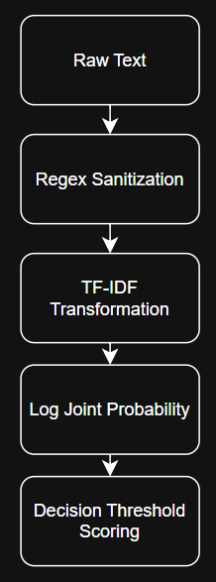 Raw Text
Regex Sanitization
TF-IDF
Transformation
Log Joint Probability
Decision Threshold
Scoring